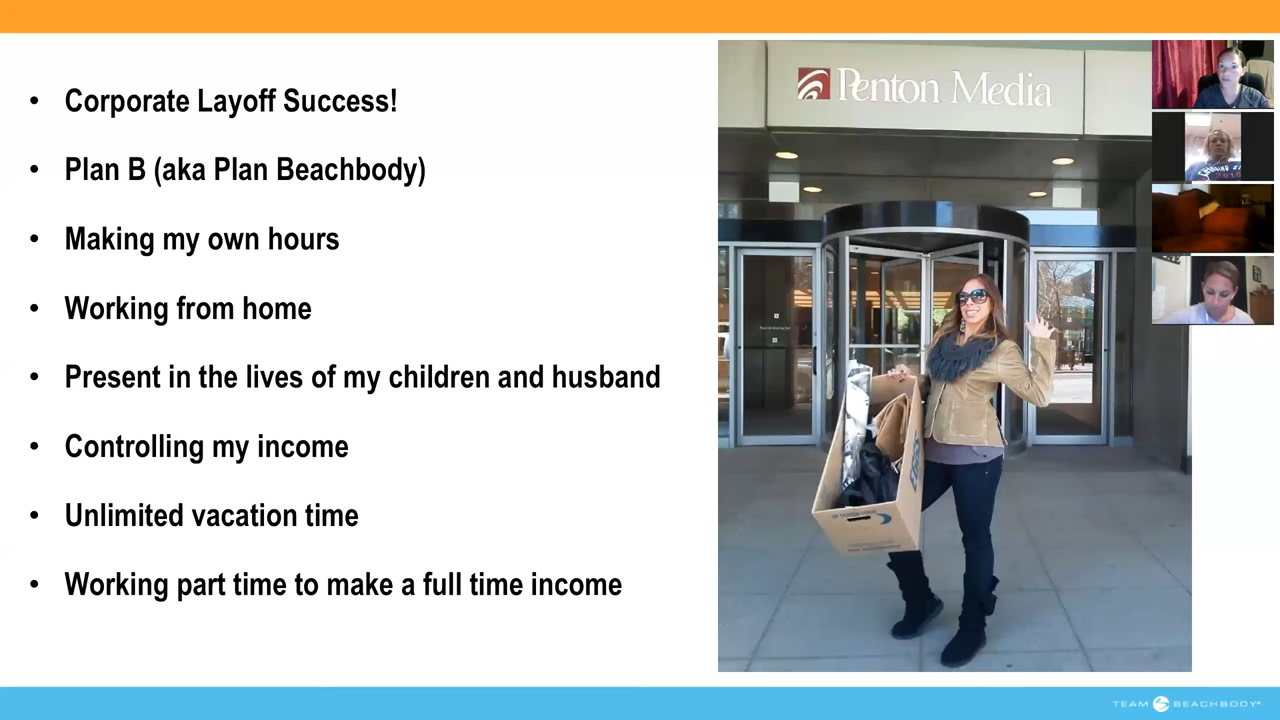 • Corporate Layoff Success!
• Plan B (aka Plan Beachbody)
• Making my own hours
• Working from home
• Present in the lives of my children and husband
• Controlling my income
• Unlimited vacation time
• Working part time to make a full time income
Penton Media
TEAM BEACHBODY